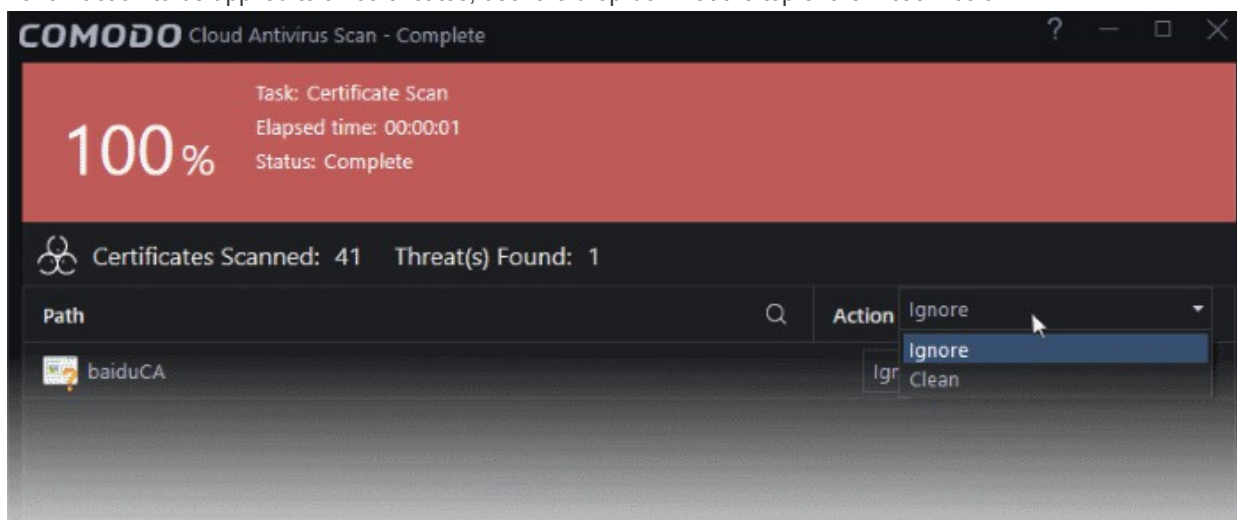 COMODO Cloud Antivirus Scan - Complete
Task: Certificate Scan
Elapsed time: 00:00:01
100 %
Status: Complete
Certificates Scanned: 41 Threat(s) Found: 1
Path Action Ignore
Ignore
baiduCA
Clean